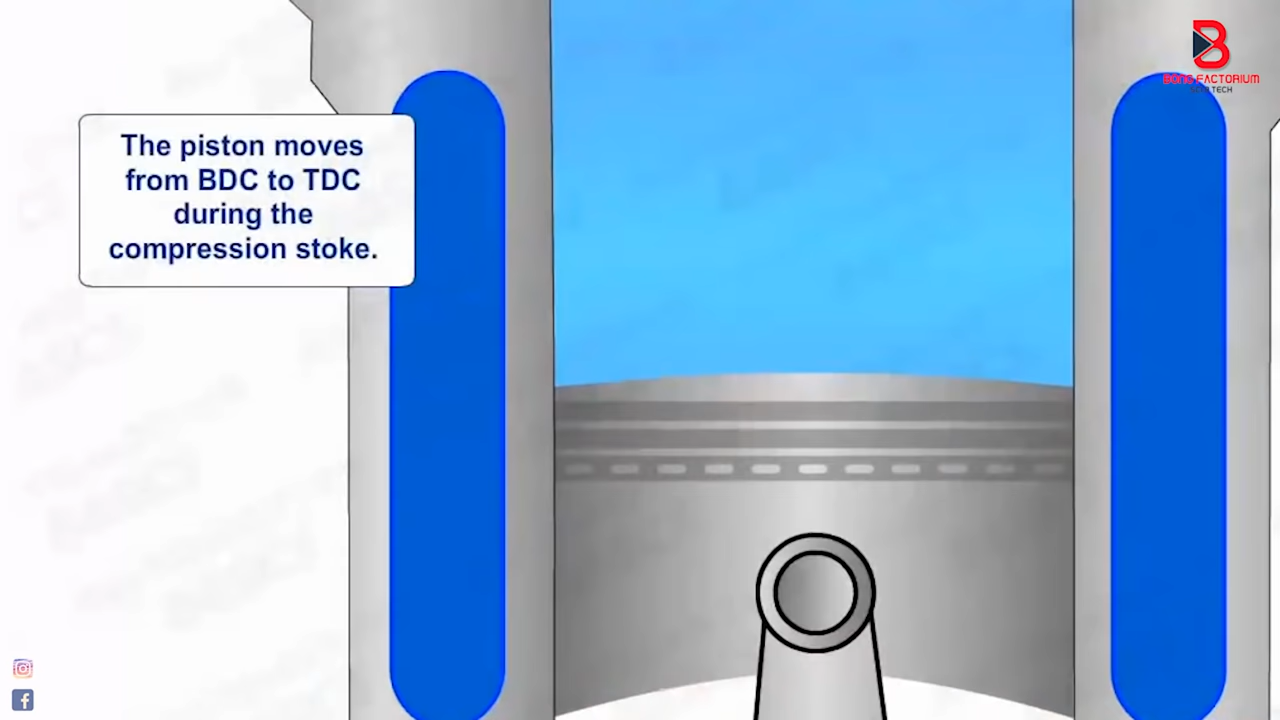 The piston moves
from BDC to TDC
during the
compression stoke.
BONG FACTORIUM